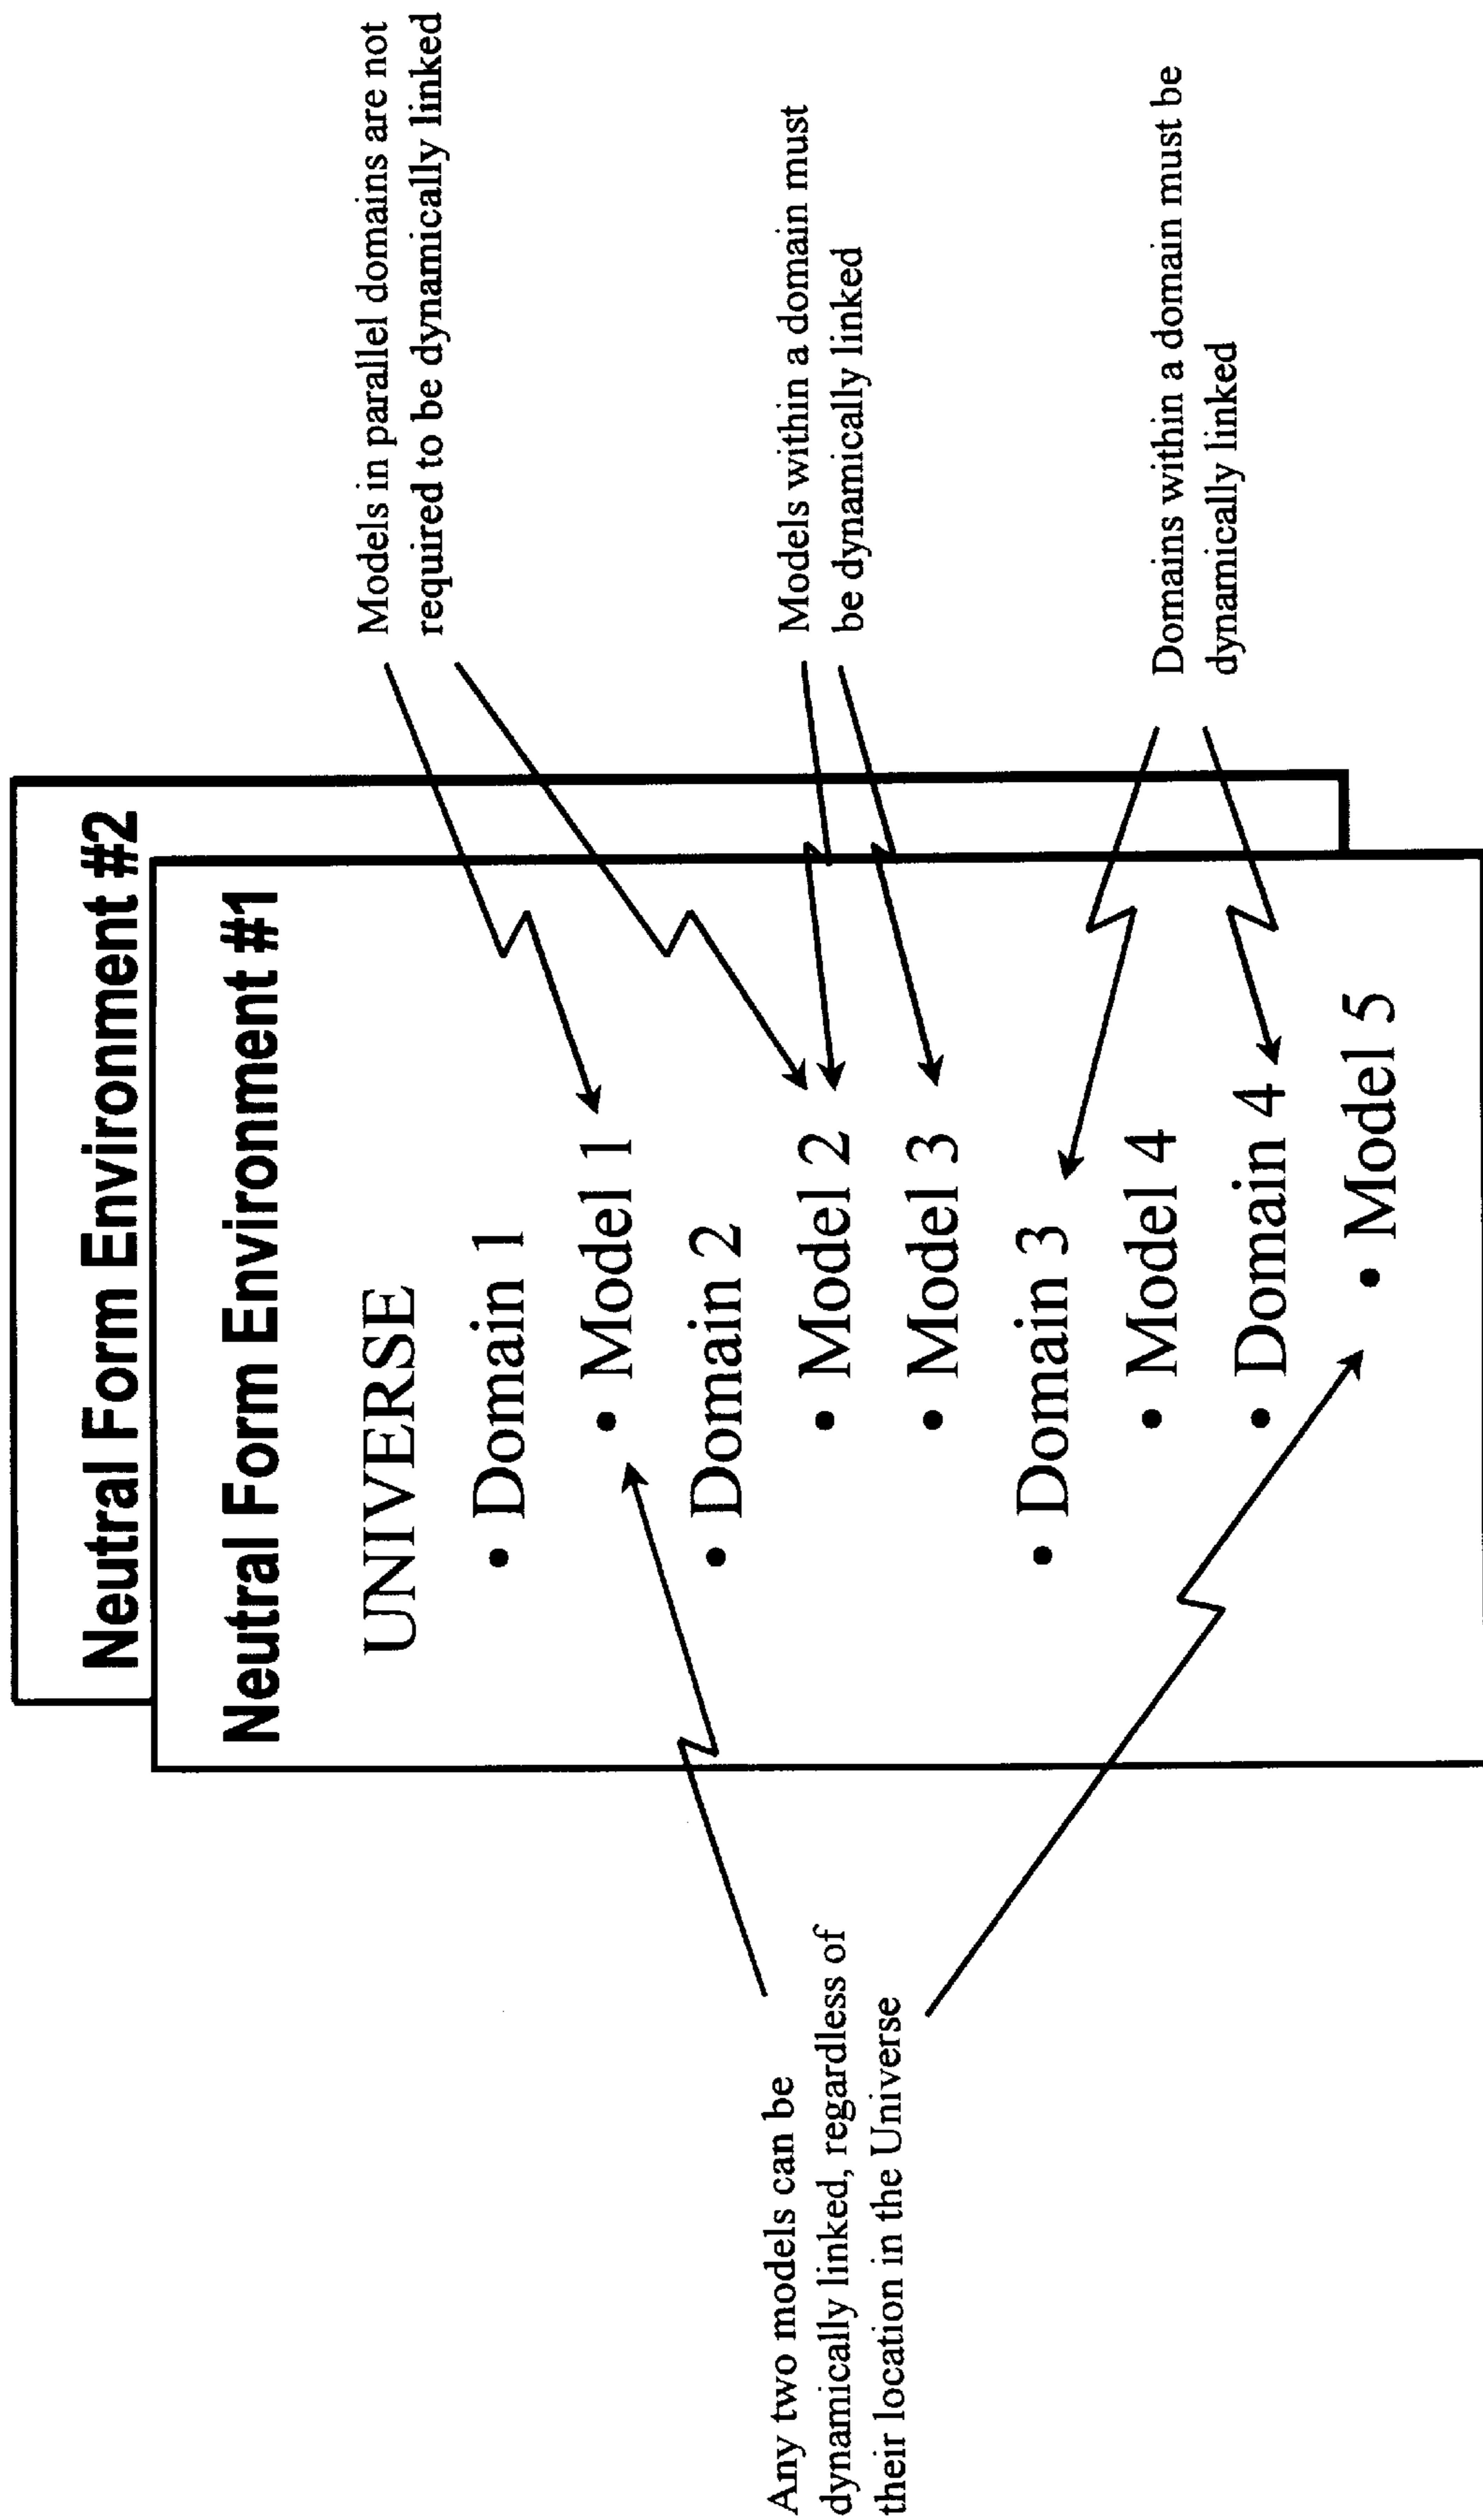 Neutral Form Environment #2
Neutral Form Environment #1
UNIVERSE
• Domain 1
• Model 1
• Domain 2
• Model 2
• Model 3
• Domain 3
• Model 4
• Domain 4
• Model 5
Any two models can be
dynamically linked, regardless of
their location in the Universe
Models in parallel domains are not
required to be dynamically linked
Models within a domain must
be dynamically linked
Domains within a domain must be
dynamically linked